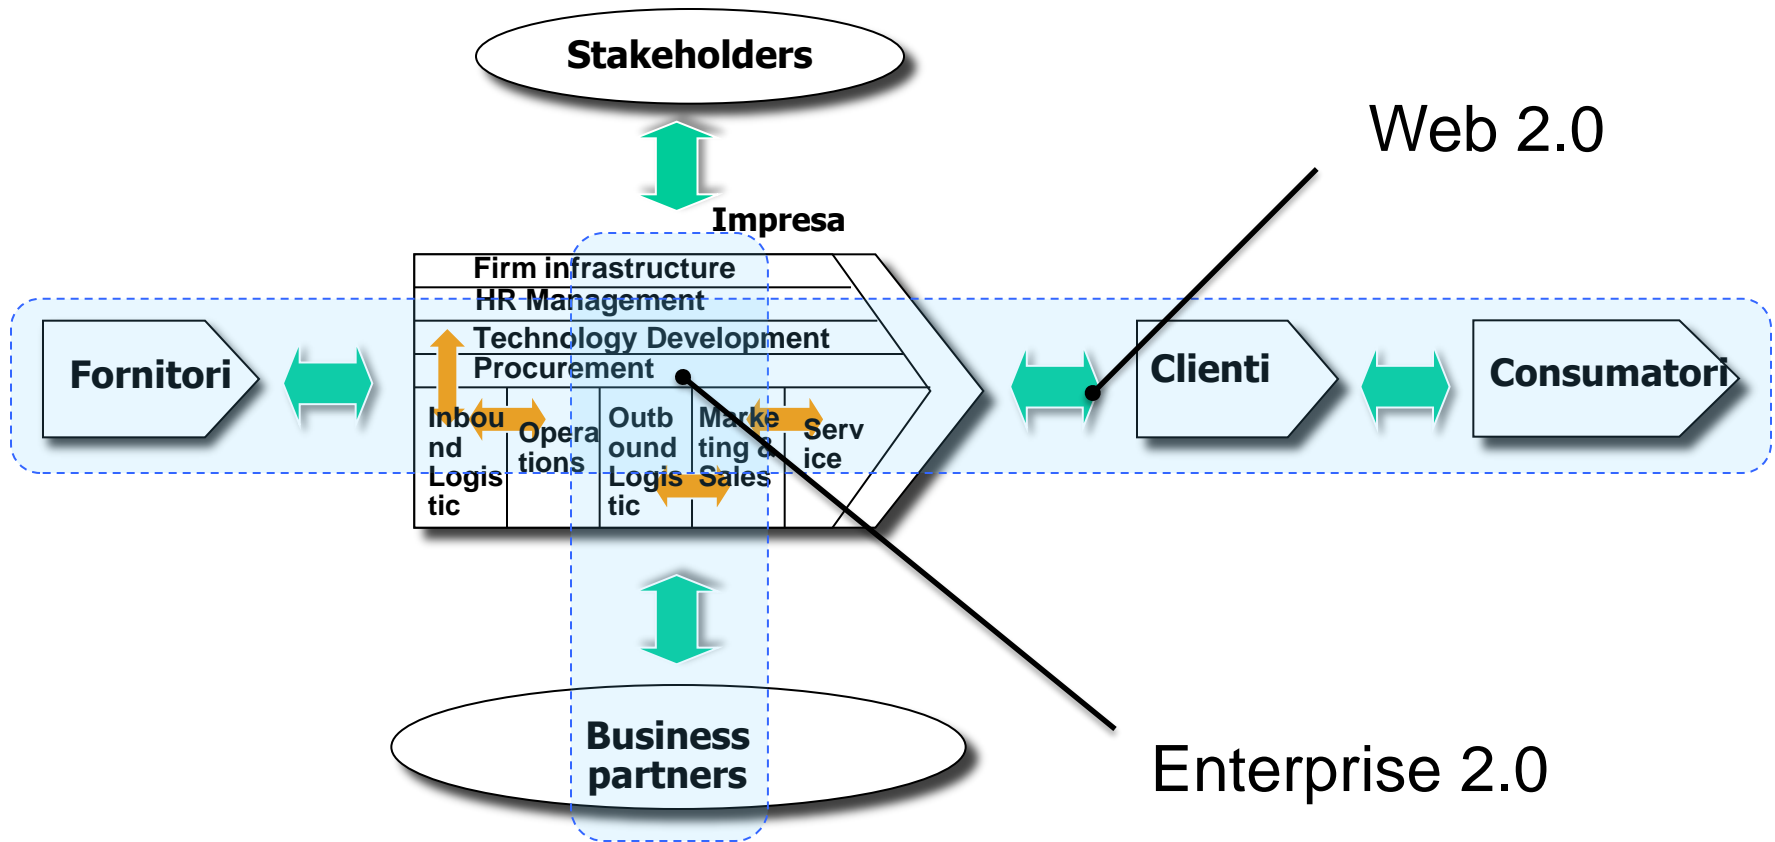 Stakeholders
Web 2.0
Impresa
Firm infrastructure
HR Management
Technology Development
Procurement
Fornitori
Clienti
Consumatori
Inbou
nd
Logis
tic
Opera
tions
Outb
ound
Logis
tic
Marke
ting &
Sales
Serv
ice
Business
partners
Enterprise 2.0